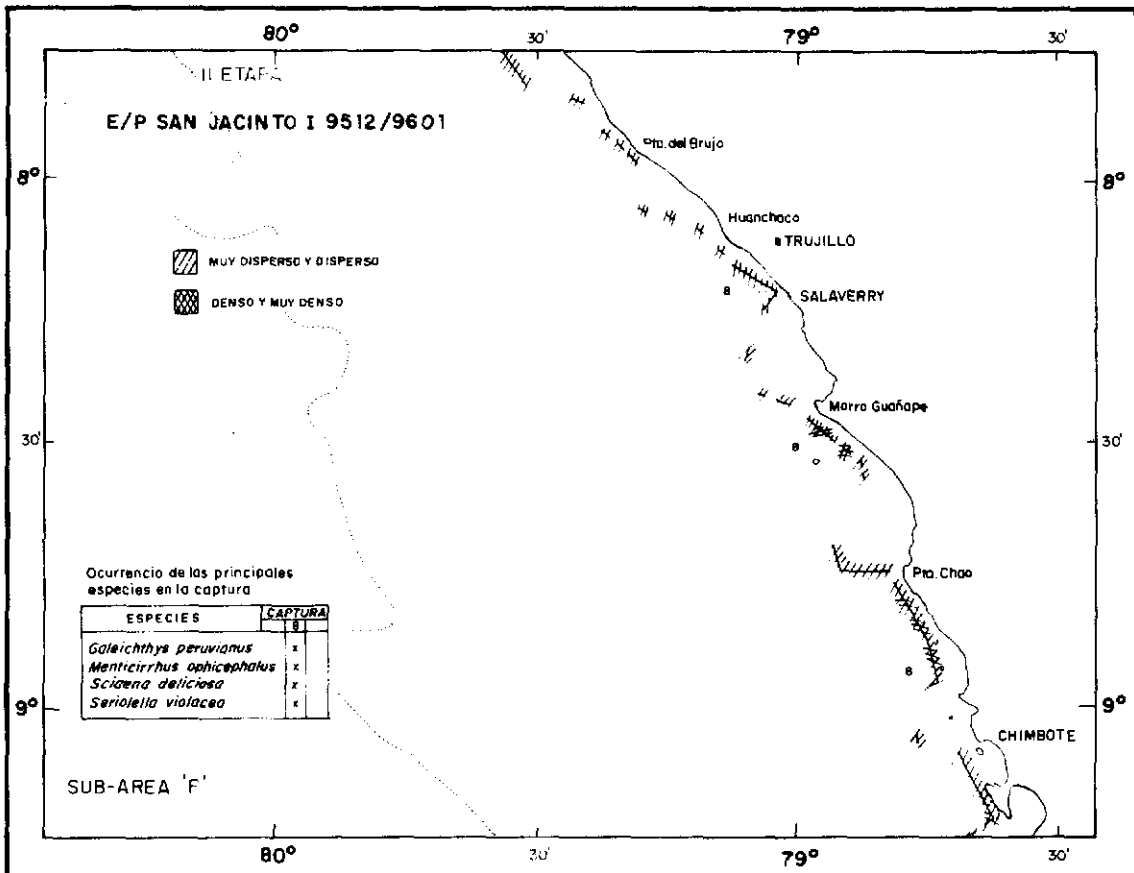 80°
30'
79°
30'
II ETAPA
E/P SAN JACINTO I 9512/9601
Pta. del Brujo
8°
8°
Huanchaco
TRUJILLO
MUY DISPERSO Y DISPERSO
8
DENSO Y MUY DENSO
SALAVERRY
Morro Guañape
30'
30'
8
Pta. Chao
Ocurrencia de las principales
especies en la captura
ESPECIES
CAPTURA
8
Galeichthys peruvianus x
Menticirrhus ophicephalus x
Sciaena deliciosa x
Seriolella violacea x
8
9°
9°
CHIMBOTE
SUB-AREA 'F'
80°
30'
79°
30'